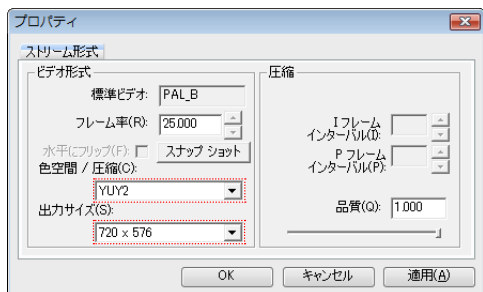 プロパティ
ストリーム形式
ビデオ形式
標準ビデオ: PAL_B
フレーム率(R): 25.000
水平にフリップ(F): スナップ ショット
色空間 / 圧縮(C):
YUY2
出力サイズ(S):
720 x 576
圧縮
I フレーム
インターバル(I):
P フレーム
インターバル(P):
品質(Q): 1.000
OK キャンセル 適用(A)